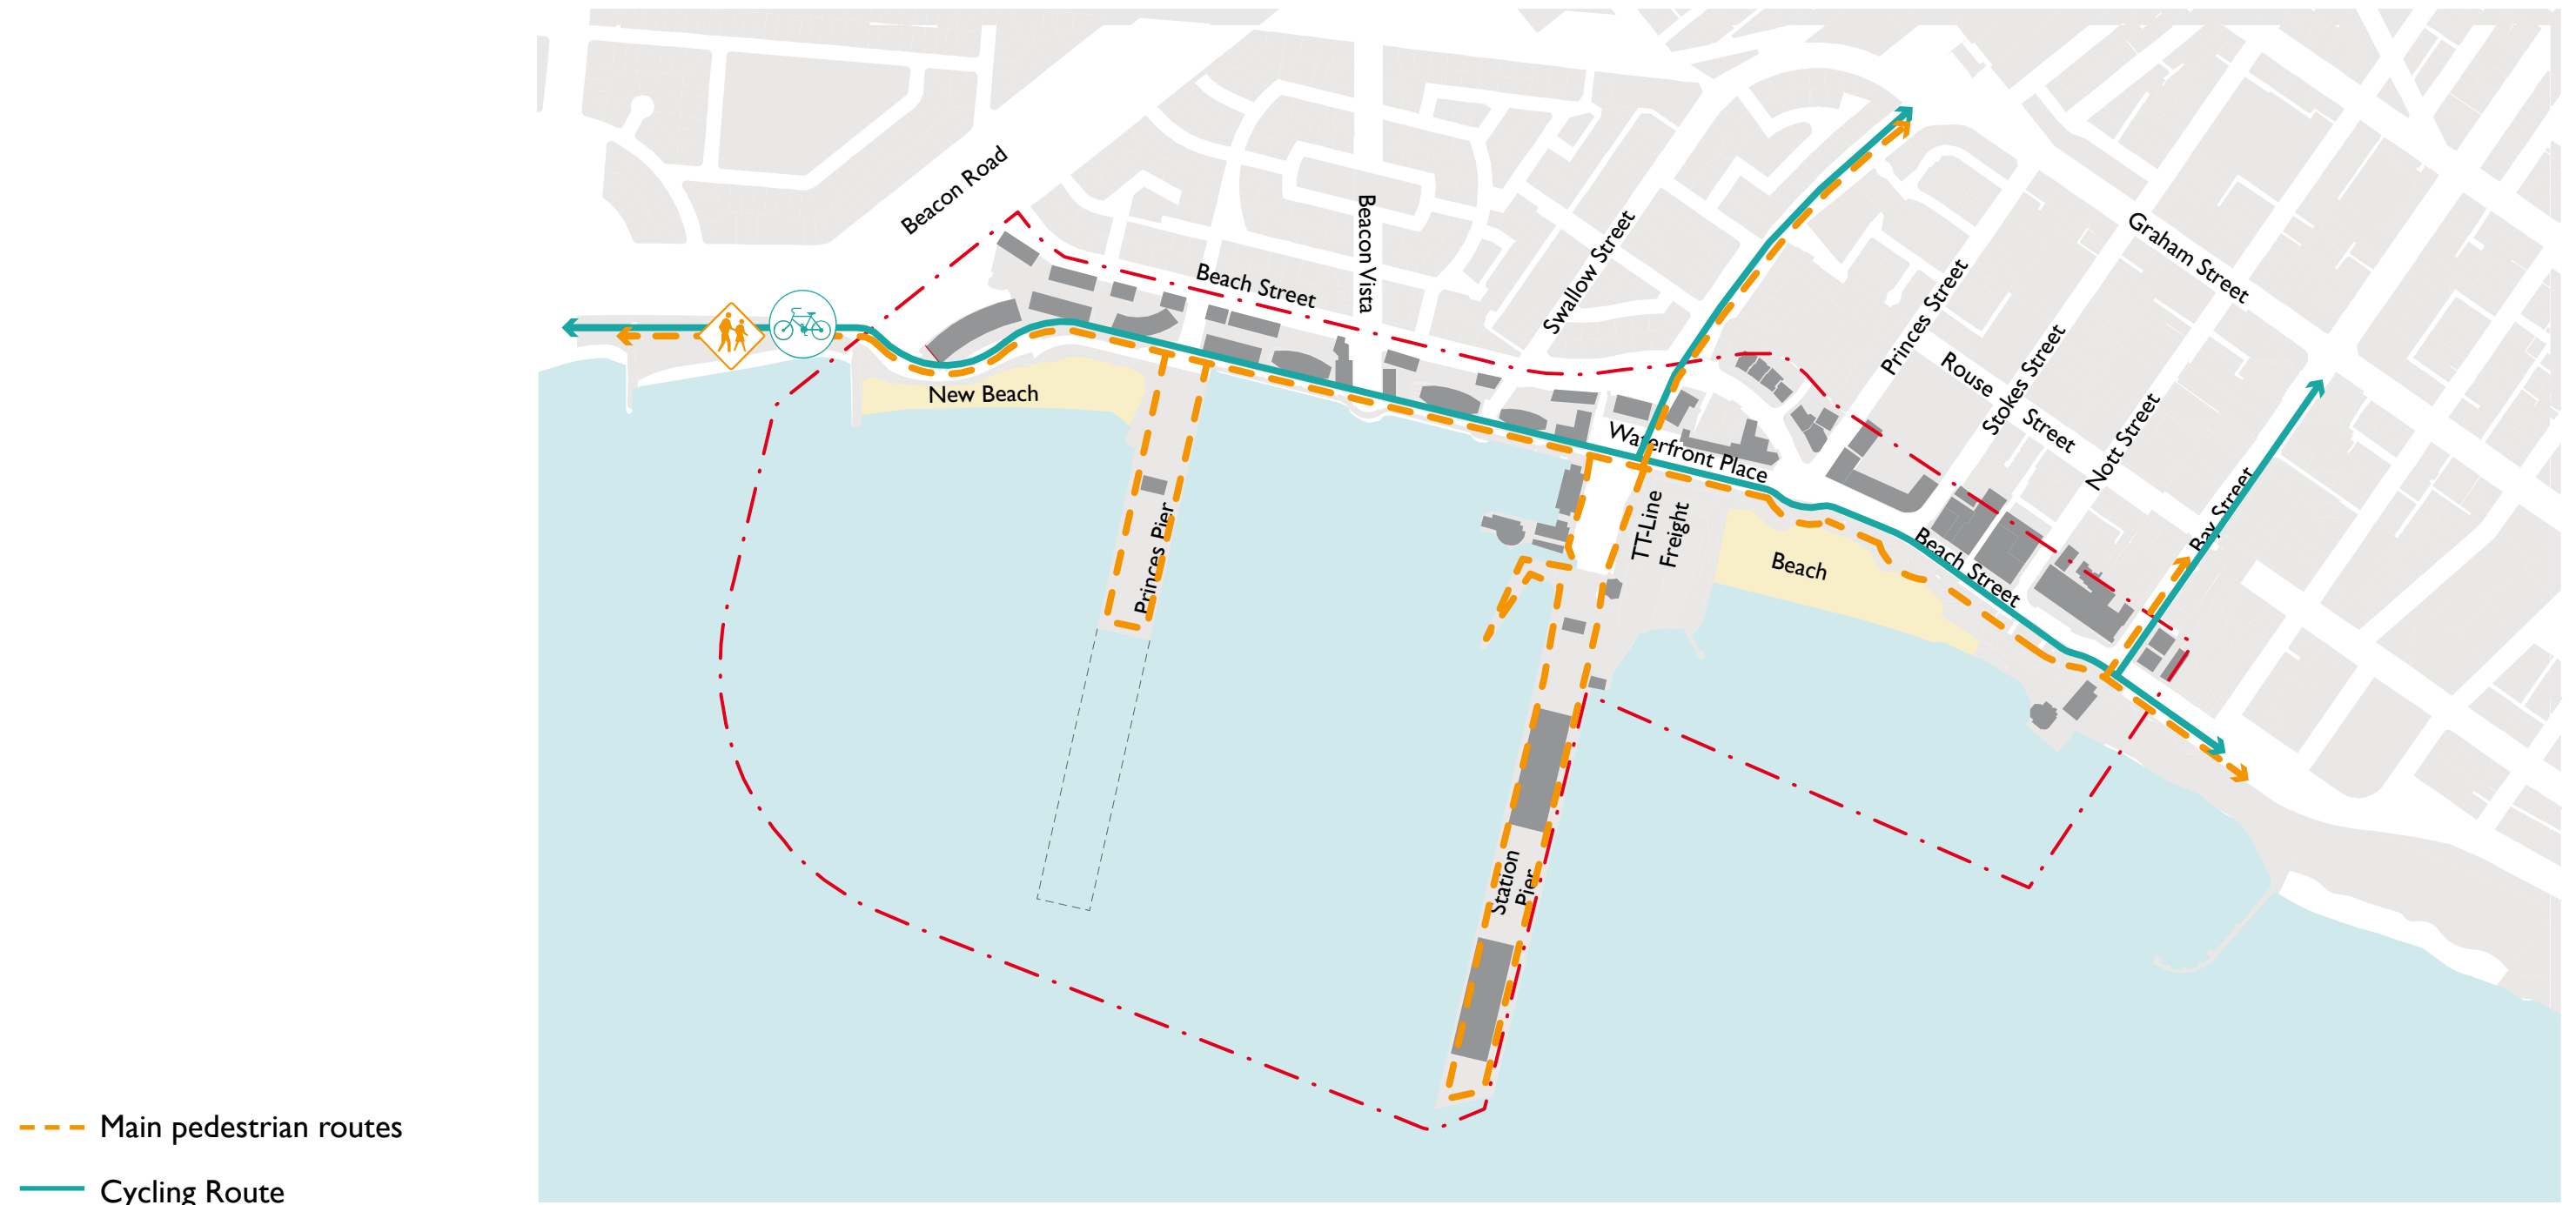 Beacon Road
Beach Street
Beacon Vista
Swallow Street
Princes Street
Graham Street
Rouse Street
Stokes Street
Nott Street
Bay Street
New Beach
Waterfront Place
Princes Pier
TT-Line
Freight
Beach
Beach Street
Station
Pier
Main pedestrian routes
Cycling Route